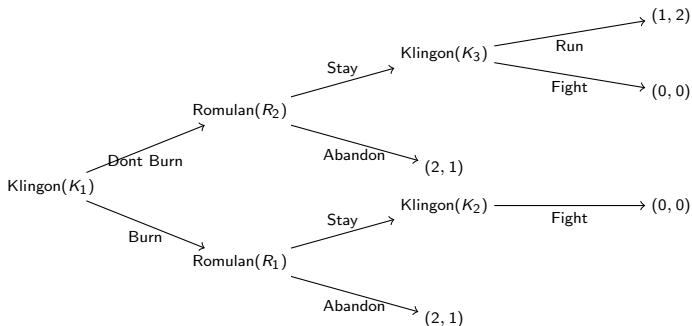 (1, 2)
Klingon(K₃)
Run
Stay
Fight
(0, 0)
Romulan(R₂)
Dont Burn
Abandon
(2, 1)
Klingon(K₁)
Klingon(K₂)
(0, 0)
Stay
Fight
Burn
Romulan(R₁)
Abandon
(2, 1)